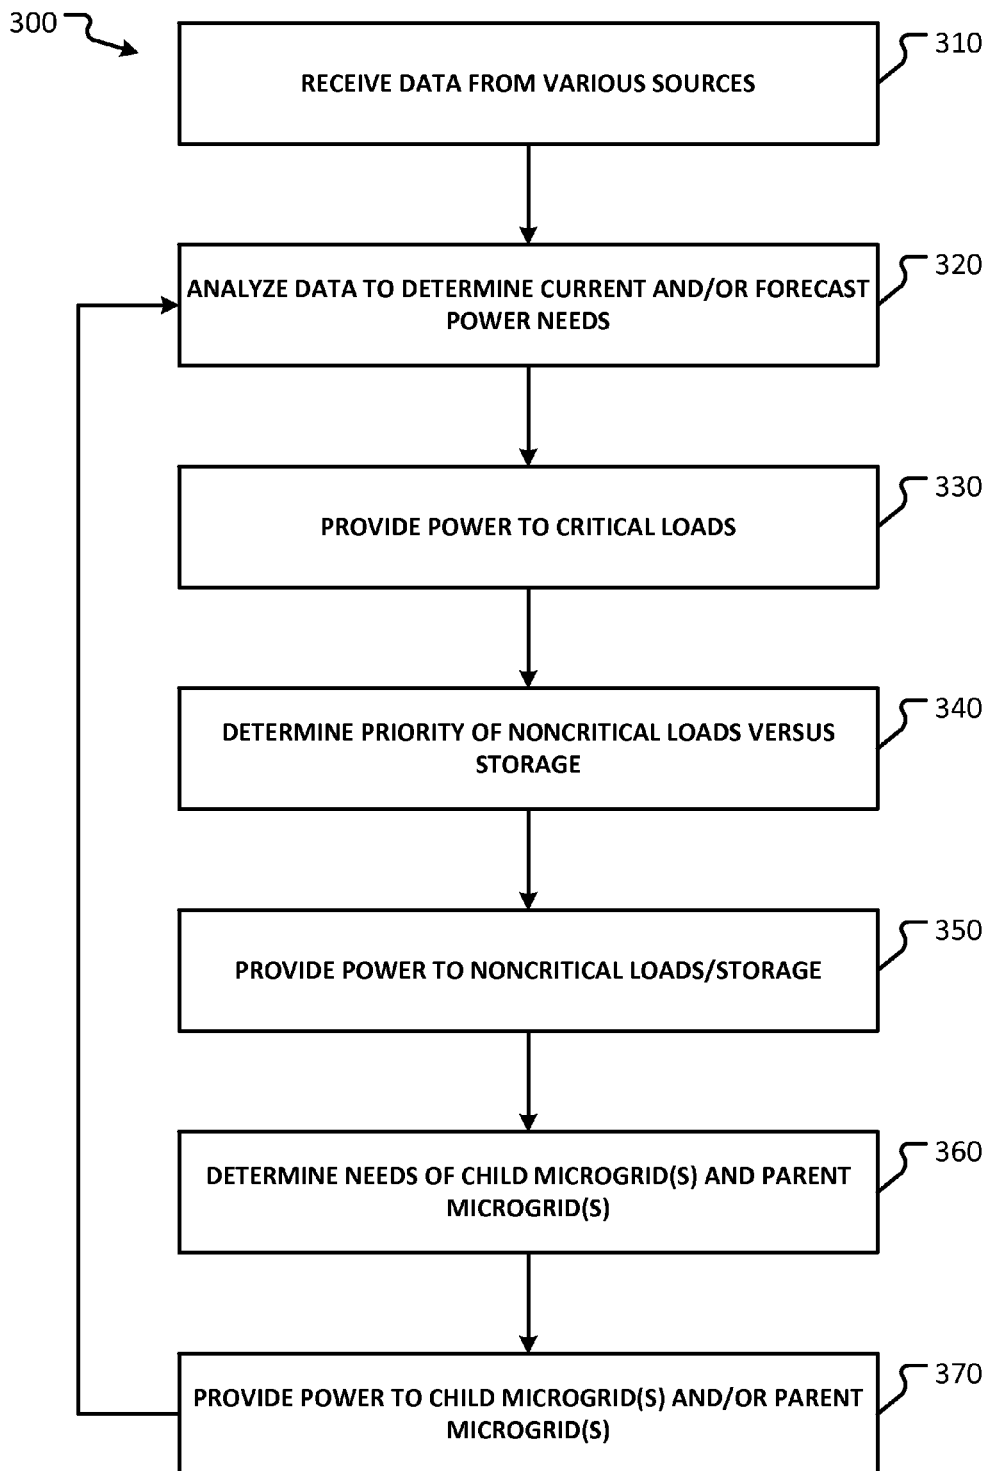 300
310
RECEIVE DATA FROM VARIOUS SOURCES
320
ANALYZE DATA TO DETERMINE CURRENT AND/OR FORECAST
POWER NEEDS
330
PROVIDE POWER TO CRITICAL LOADS
340
DETERMINE PRIORITY OF NONCRITICAL LOADS VERSUS
STORAGE
350
PROVIDE POWER TO NONCRITICAL LOADS/STORAGE
360
DETERMINE NEEDS OF CHILD MICROGRID(S) AND PARENT
MICROGRID(S)
370
PROVIDE POWER TO CHILD MICROGRID(S) AND/OR PARENT
MICROGRID(S)